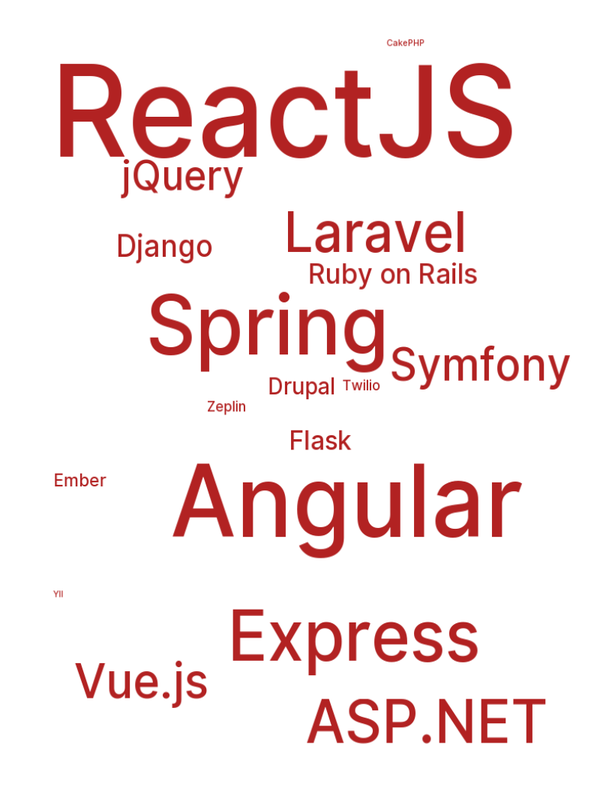 CakePHP
ReactJS
jQuery
Laravel
Django
Ruby on Rails
Spring
Symfony
Drupal
Twilio
Zeplin
Flask
Ember
Angular
YII
Express
Vue.js
ASP.NET